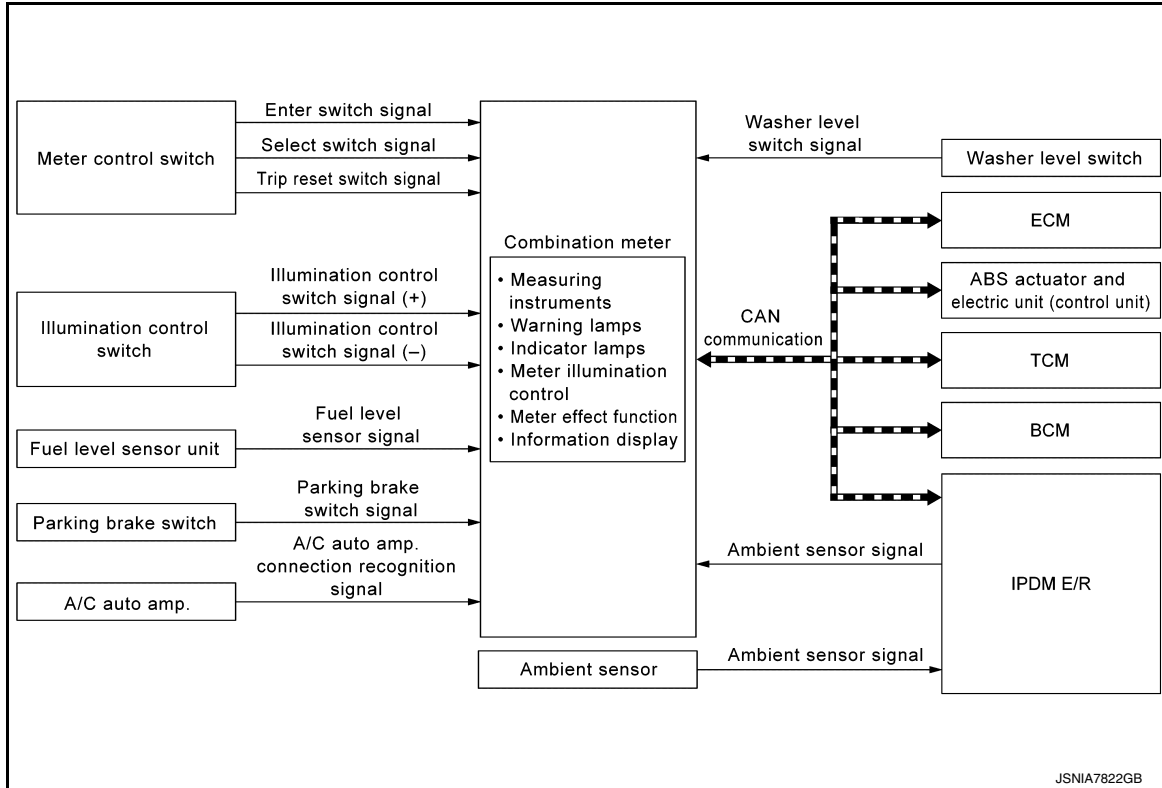 Meter control switch
Enter switch signal
Select switch signal
Trip reset switch signal
Illumination control
switch
Illumination control
switch signal (+)
Illumination control
switch signal (–)
Fuel level sensor unit
Fuel level
sensor signal
Parking brake switch
Parking brake
switch signal
A/C auto amp.
A/C auto amp.
connection recognition
signal
Combination meter
• Measuring
instruments
• Warning lamps
• Indicator lamps
• Meter illumination
control
• Meter effect function
• Information display
Ambient sensor
Washer level
switch signal
Washer level switch
CAN
communication
ECM
ABS actuator and
electric unit (control unit)
TCM
BCM
Ambient sensor signal
IPDM E/R
Ambient sensor signal
JSNIA7822GB